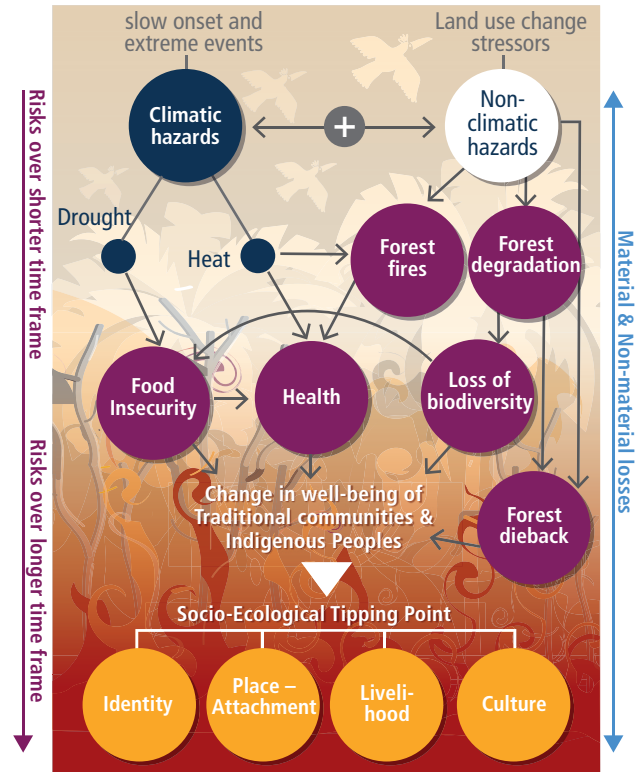 slow onset and
extreme events
Land use change
stressors
Climatic
hazards
+
Non-
climatic
hazards
Risks over shorter time frame
Drought
Heat
Forest
fires
Forest
degradation
Material & Non-material losses
Food
Insecurity
Health
Loss of
biodiversity
Risks over longer time frame
Change in well-being of
Traditional communities &
Indigenous Peoples
Forest
dieback
Socio-Ecological Tipping Point
Identity
Place –
Attachment
Liveli-
hood
Culture